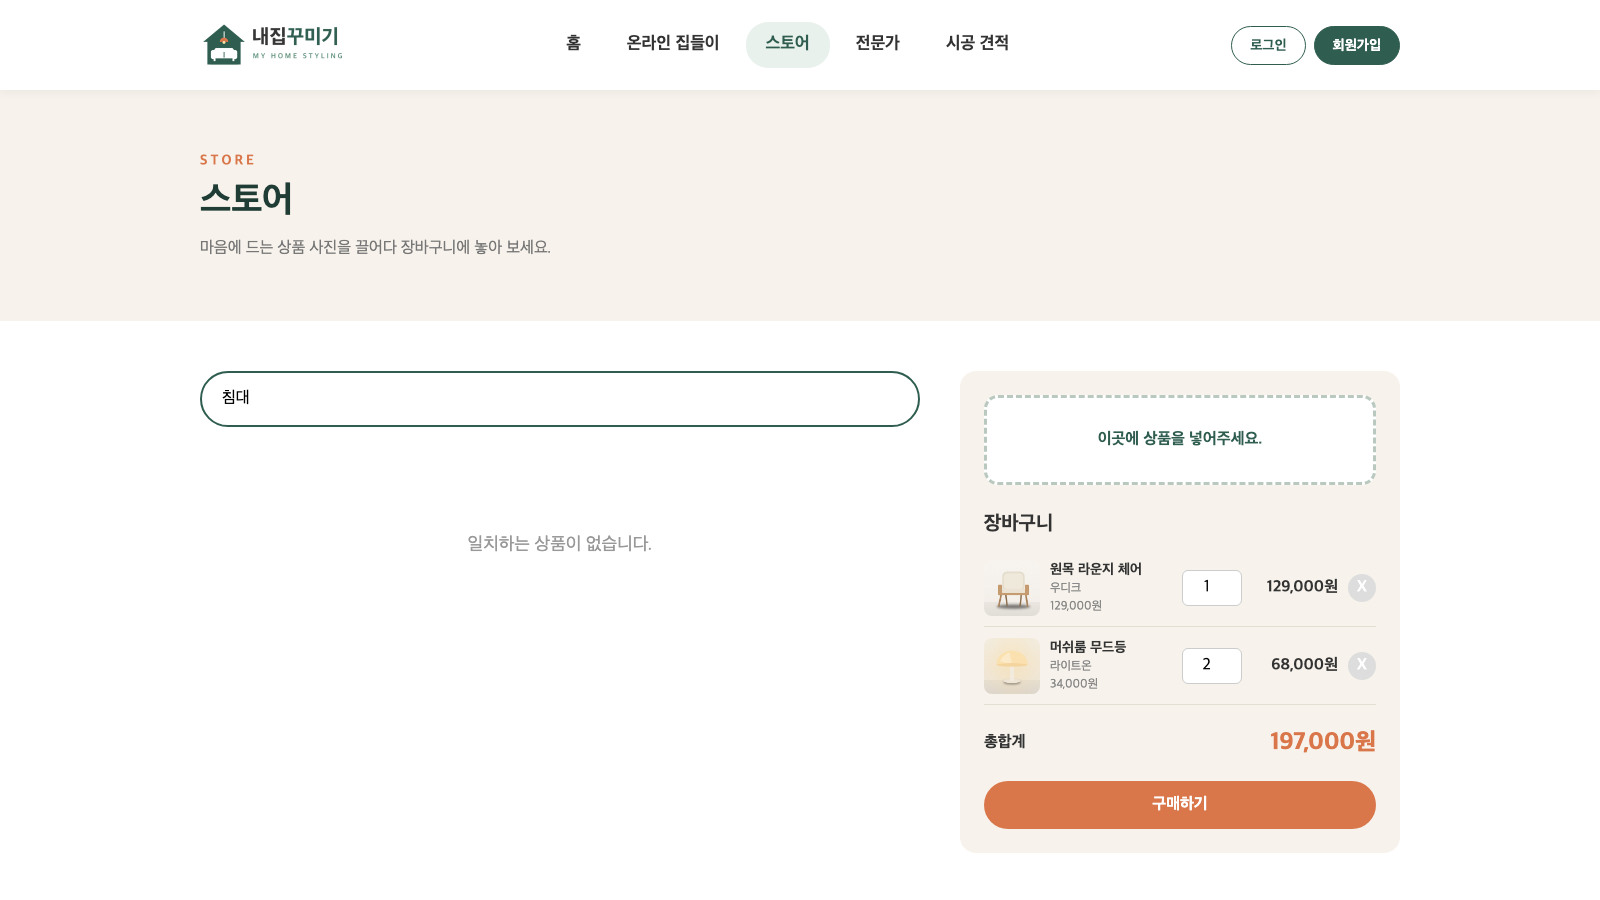 내집꾸미기
MY HOME STYLING
홈
온라인 집들이
스토어
전문가
시공 견적
로그인
회원가입
STORE
스토어
마음에 드는 상품 사진을 끌어다 장바구니에 놓아 보세요.
침대
일치하는 상품이 없습니다.
이곳에 상품을 넣어주세요.
장바구니
원목 라운지 체어
우디크
129,000원
1
129,000원
X
머쉬룸 무드등
라이트온
34,000원
2
68,000원
X
총합계
197,000원
구매하기